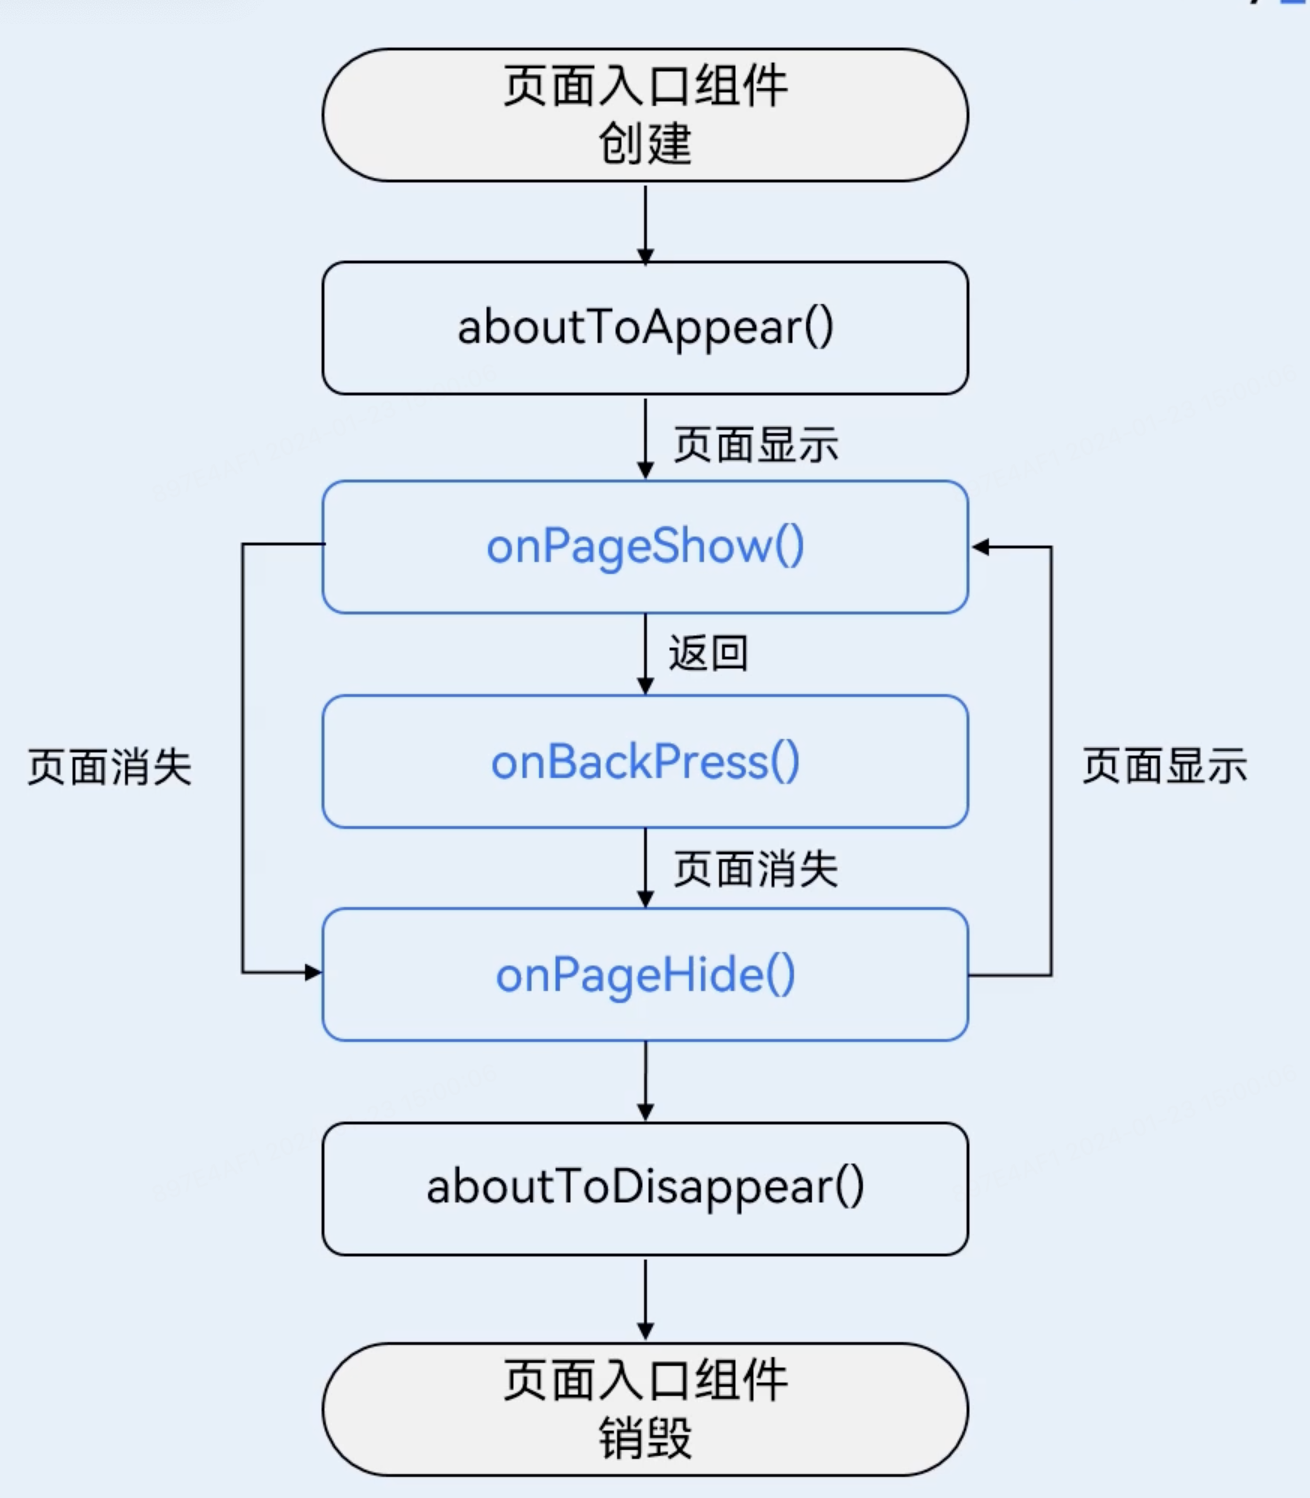 页面入口组件
创建
aboutToAppear()
页面显示
onPageShow()
返回
onBackPress()
页面消失
页面显示
页面消失
onPageHide()
aboutToDisappear()
页面入口组件
销毁